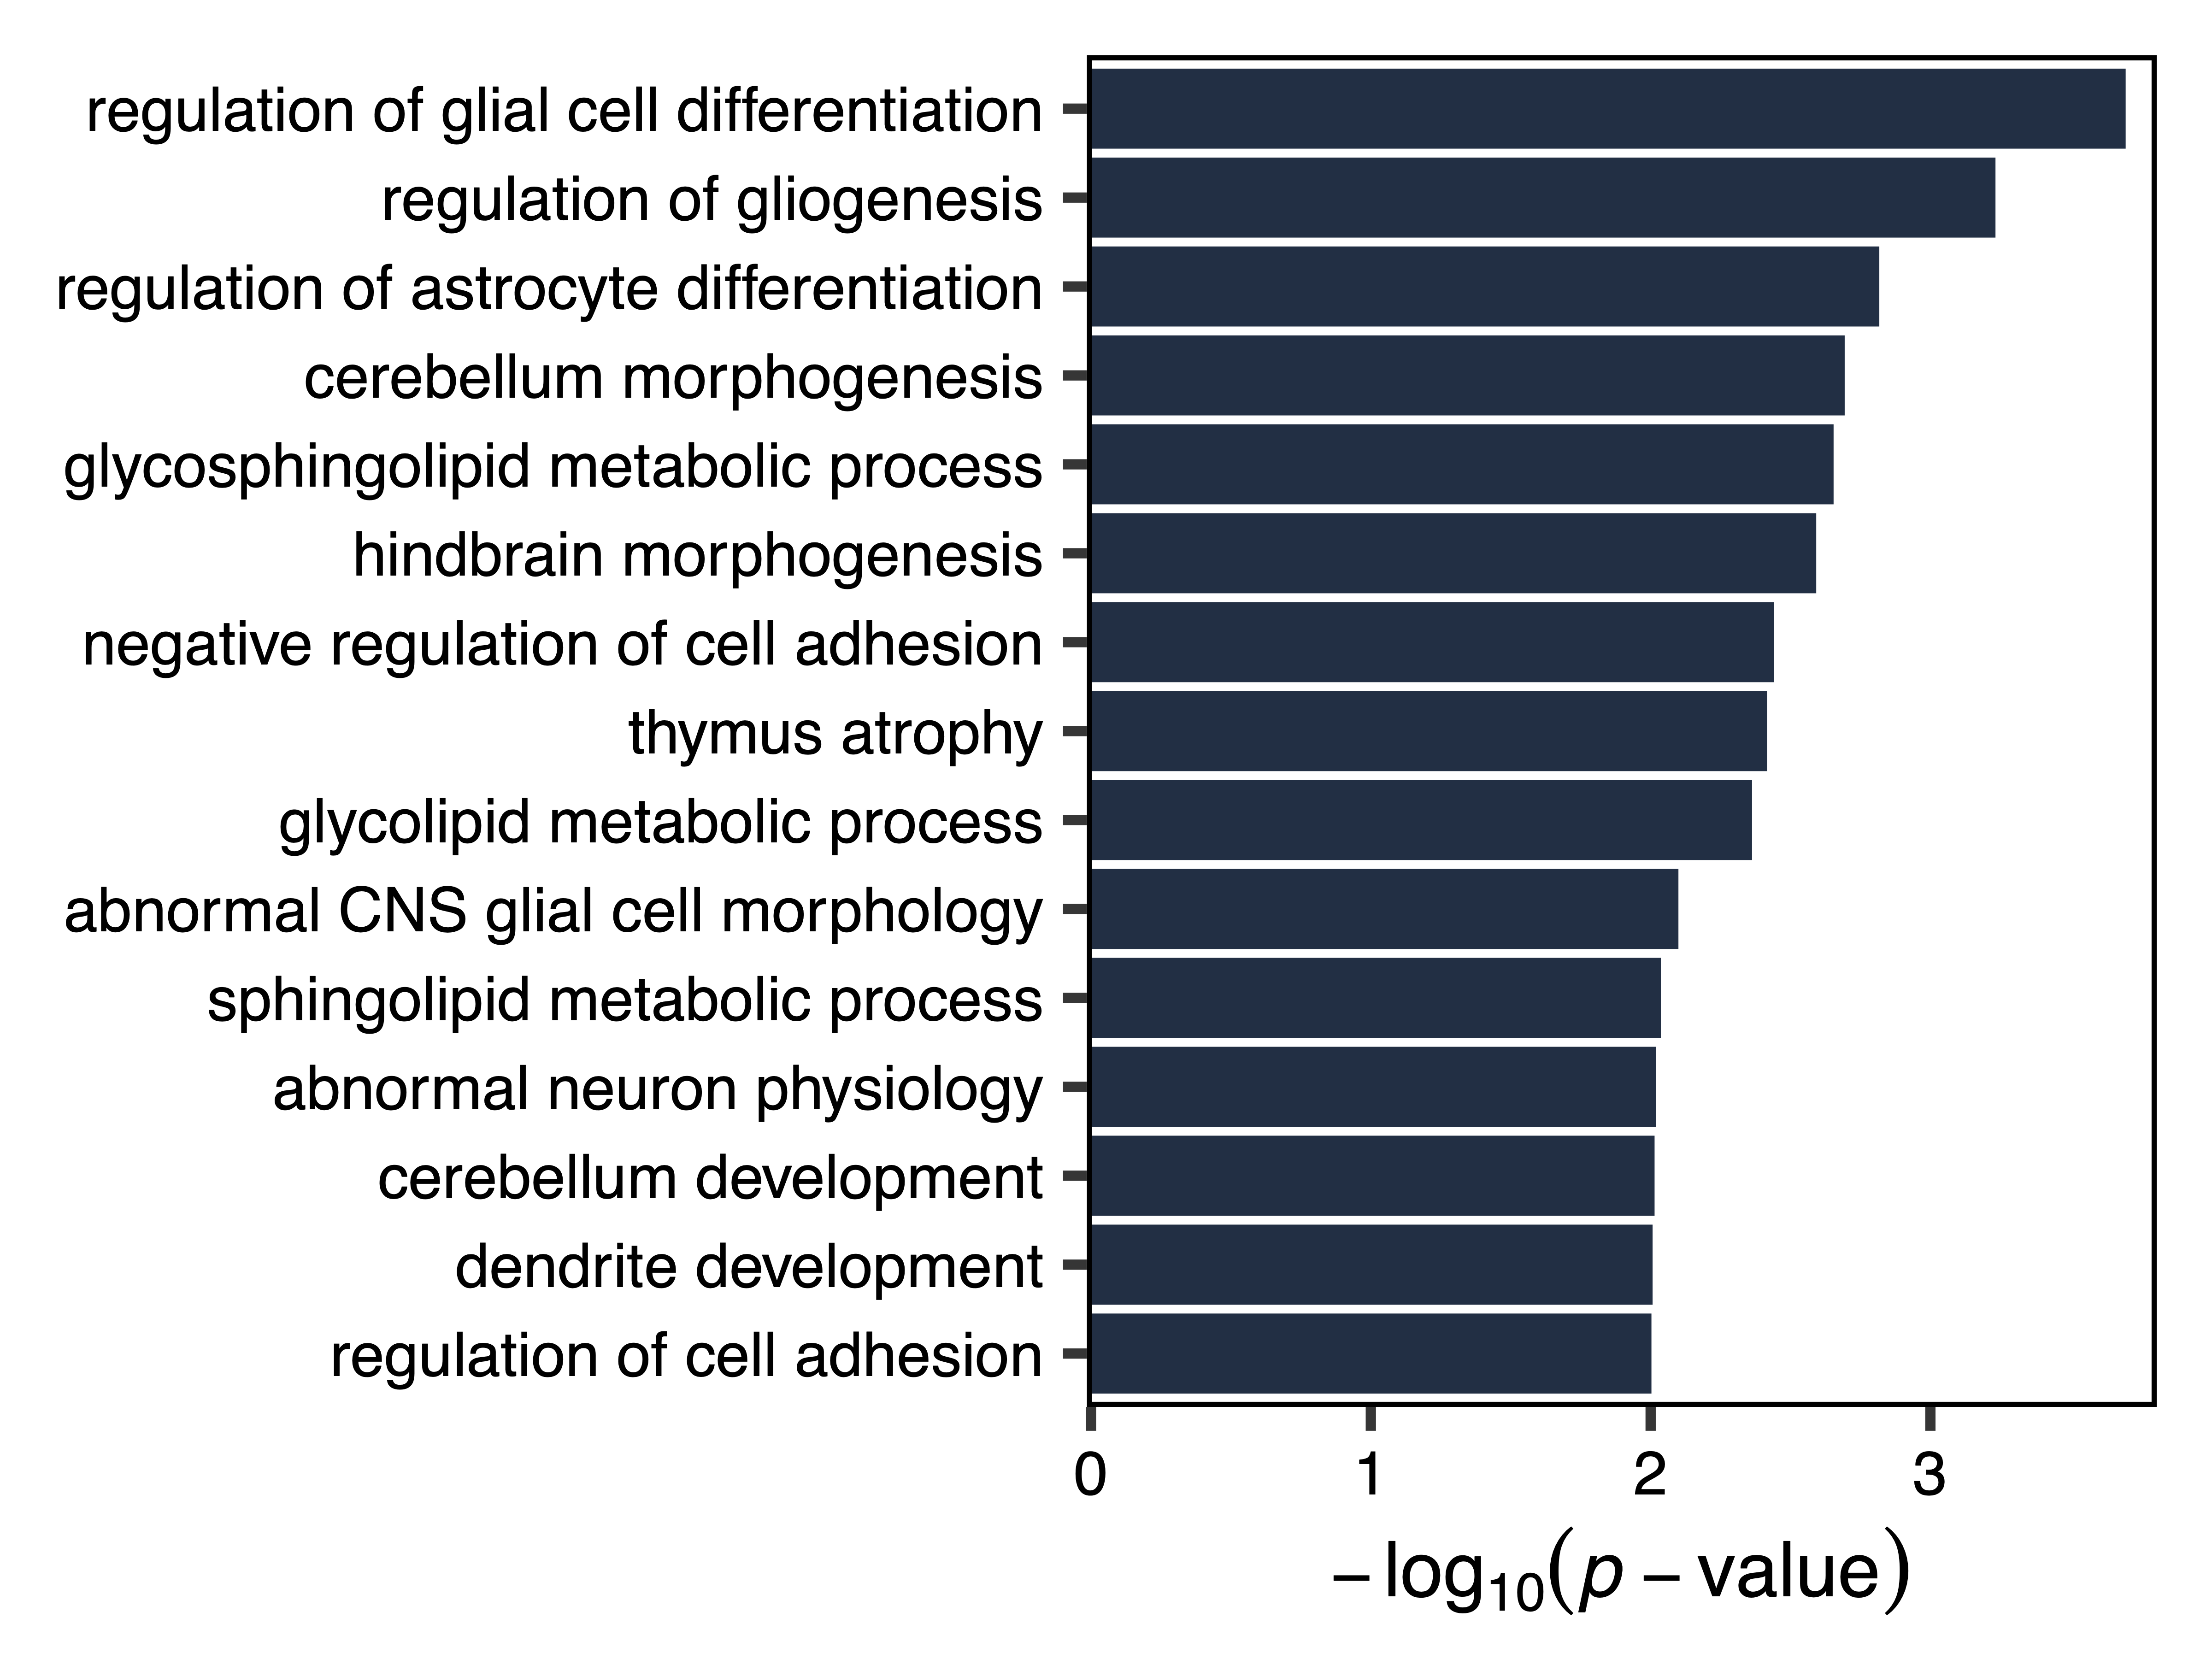 regulation of glial cell differentiation
regulation of gliogenesis
regulation of astrocyte differentiation
cerebellum morphogenesis
glycosphingolipid metabolic process
hindbrain morphogenesis
negative regulation of cell adhesion
thymus atrophy
glycolipid metabolic process
abnormal CNS glial cell morphology
sphingolipid metabolic process
abnormal neuron physiology
cerebellum development
dendrite development
regulation of cell adhesion
0 1 2 3
−log₁₀(p − value)